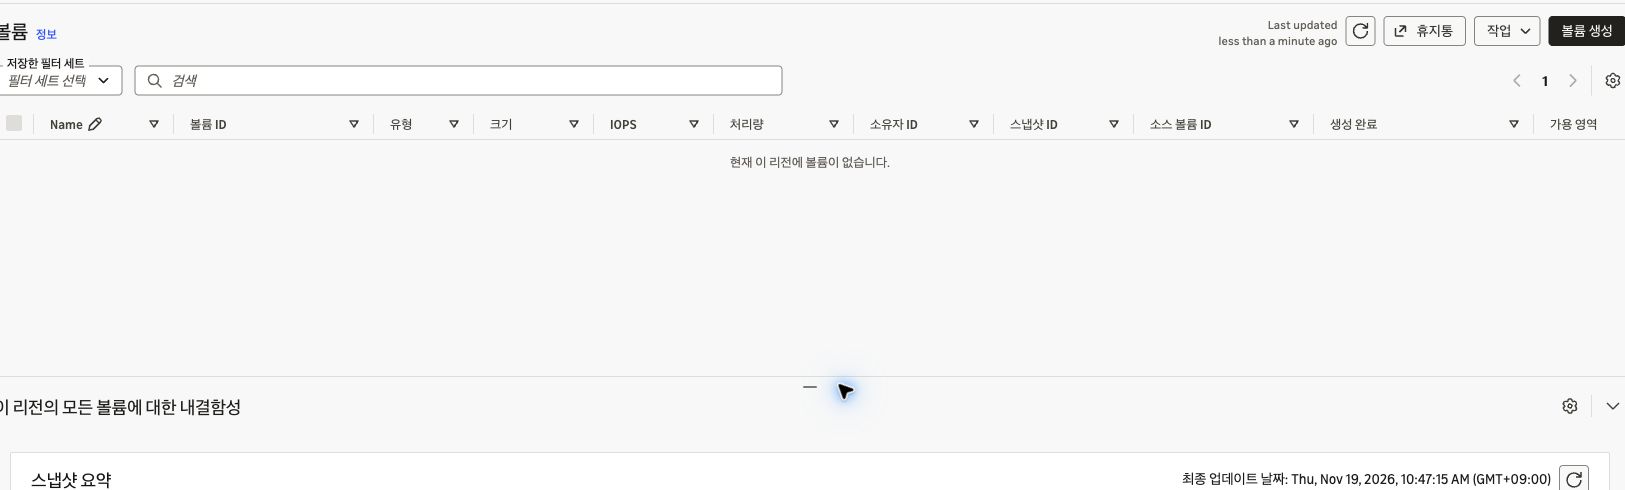 볼륨 정보
Last updated
less than a minute ago
휴지통
작업
볼륨 생성
저장한 필터 세트
필터 세트 선택
검색
1
Name 볼륨 ID 유형 크기 IOPS 처리량 소유자 ID 스냅샷 ID 소스 볼륨 ID 생성 완료 가용 영역
현재 이 리전에 볼륨이 없습니다.
이 리전의 모든 볼륨에 대한 내결함성
스냅샷 요약
최종 업데이트 날짜: Thu, Nov 19, 2026, 10:47:15 AM (GMT+09:00)